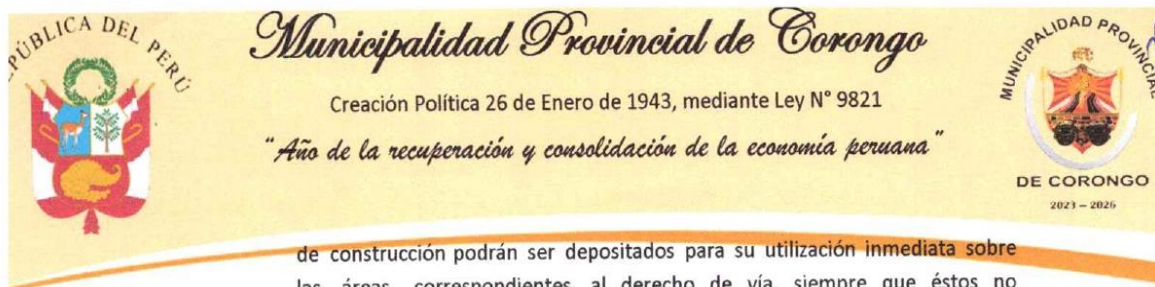 REPÚBLICA DEL PERÚ
Municipalidad Provincial de Corongo
Creación Política 26 de Enero de 1943, mediante Ley N° 9821
"Año de la recuperación y consolidación de la economía peruana"
MUNICIPALIDAD PROVINCIAL
DE CORONGO
2023 – 2026
de construcción podrán ser depositados para su utilización inmediata sobre
las áreas correspondientes al derecho de vía, siempre que éstos no